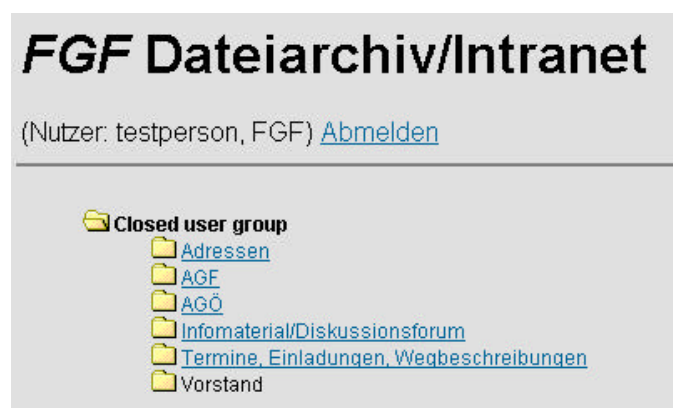 FGF Dateiarchiv/Intranet
(Nutzer: testperson, FGF) Abmelden
Closed user group
Adressen
AGF
AGÖ
Infomaterial/Diskussionsforum
Termine, Einladungen, Wegbeschreibungen
Vorstand